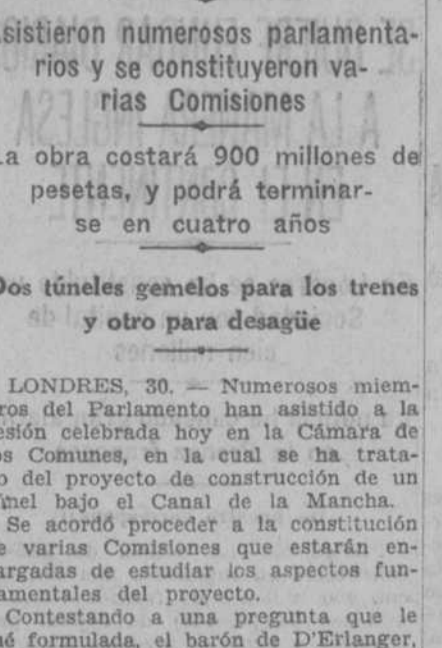 sistieron numerosos parlamenta-
rios y se constituyeron va-
rias Comisiones
La obra costará 900 millones de
pesetas, y podrá terminar-
se en cuatro años
Dos túneles gemelos para los trenes
y otro para desagüe
LONDRES, 30. — Numerosos miem-
ros del Parlamento han asistido a la
esión celebrada hoy en la Cámara de
os Comunes, en la cual se ha trata-
o del proyecto de construcción de un
únel bajo el Canal de la Mancha.
Se acordó proceder a la constitución
e varias Comisiones que estarán en-
argadas de estudiar los aspectos fun-
amentales del proyecto.
Contestando a una pregunta que le
ué formulada, el barón de D'Erlanger,